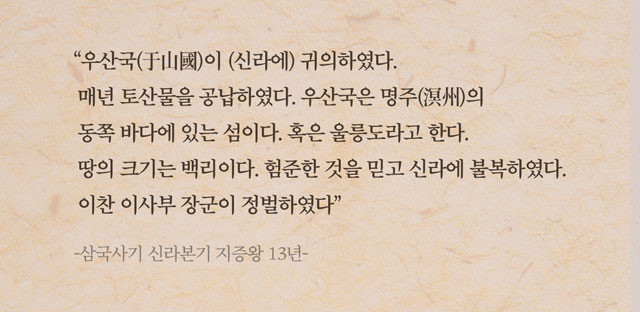 “우산국(于山國)이 (신라에) 귀의하였다.
매년 토산물을 공납하였다. 우산국은 명주(溟州)의
동쪽 바다에 있는 섬이다. 혹은 울릉도라고 한다.
땅의 크기는 백리이다. 험준한 것을 믿고 신라에 불복하였다.
이찬 이사부 장군이 정벌하였다”
-삼국사기 신라본기 지증왕 13년-